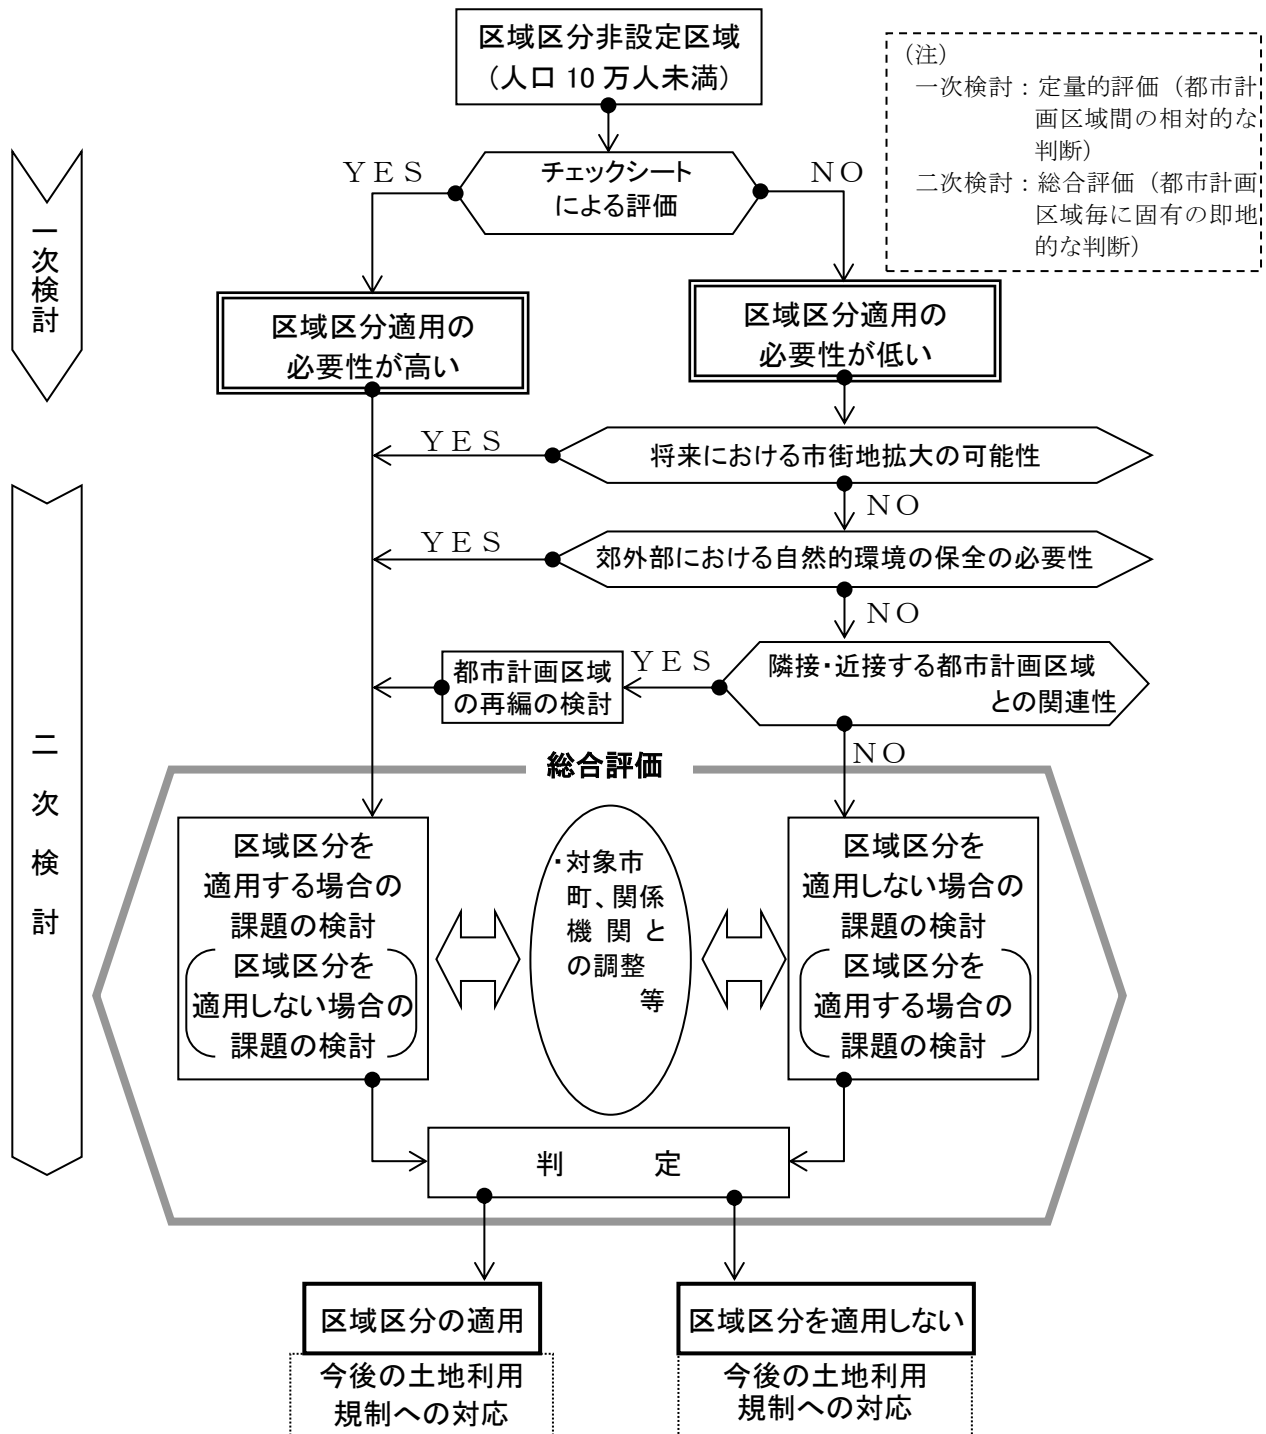 区域区分非設定区域
（人口 10 万人未満）
（注）
一次検討：定量的評価（都市計
画区域間の相対的な
判断）
二次検討：総合評価（都市計画
区域毎に固有の即地
的な判断）
一次検討
YES
チェックシート
による評価
NO
区域区分適用の
必要性が高い
区域区分適用の
必要性が低い
YES
将来における市街地拡大の可能性
NO
YES
郊外部における自然的環境の保全の必要性
NO
都市計画区域
の再編の検討
YES
隣接・近接する都市計画区域
との関連性
NO
二次検討
総合評価
区域区分を
適用する場合の
課題の検討
区域区分を
適用しない場合の
課題の検討
・対象市
町、関係
機関と
の調整
等
区域区分を
適用しない場合の
課題の検討
区域区分を
適用する場合の
課題の検討
判　定
区域区分の適用
区域区分を適用しない
今後の土地利用
規制への対応
今後の土地利用
規制への対応